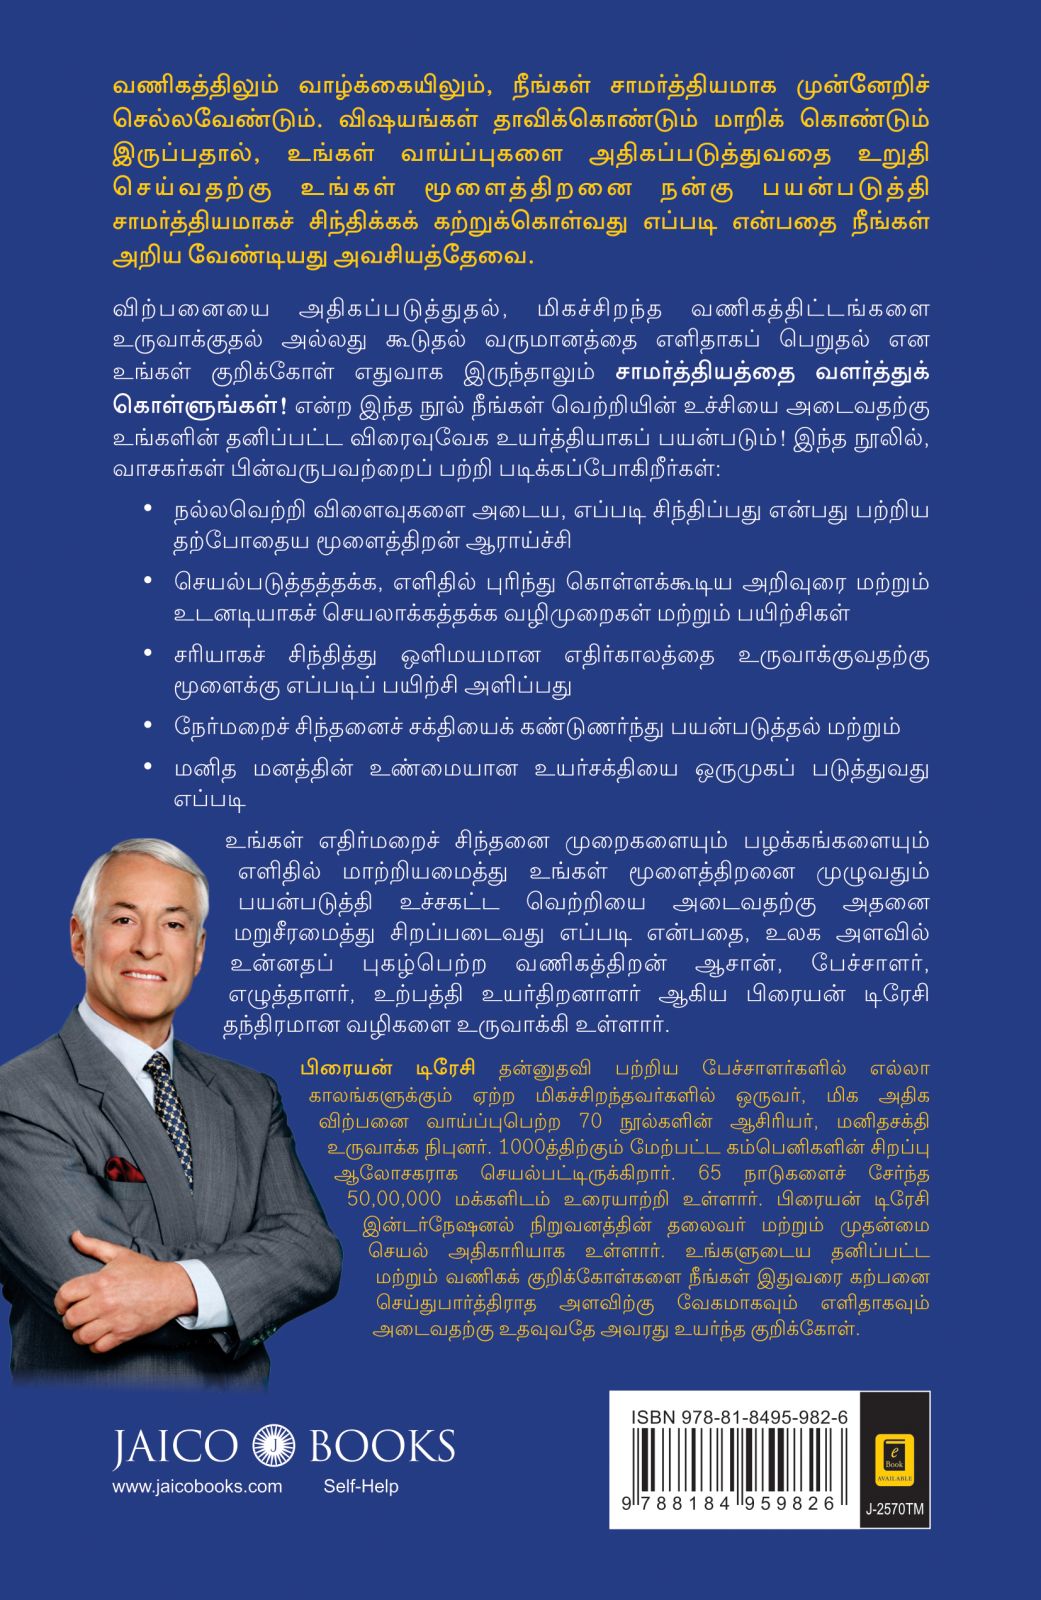 வணிகத்திலும் வாழ்க்கையிலும், நீங்கள் சாமர்த்தியமாக முன்னேறிச்
செல்லவேண்டும். விஷயங்கள் தாவிக்கொண்டும் மாறிக் கொண்டும்
இருப்பதால், உங்கள் வாய்ப்புகளை அதிகப்படுத்துவதை உறுதி
செய்வதற்கு உங்கள் மூளைத்திறனை நன்கு பயன்படுத்தி
சாமர்த்தியமாகச் சிந்திக்கக் கற்றுக்கொள்வது எப்படி என்பதை நீங்கள்
அறிய வேண்டியது அவசியத்தேவை.
விற்பனையை அதிகப்படுத்துதல், மிகச்சிறந்த வணிகத்திட்டங்களை
உருவாக்குதல் அல்லது கூடுதல் வருமானத்தை எளிதாகப் பெறுதல் என
உங்கள் குறிக்கோள் எதுவாக இருந்தாலும் சாமர்த்தியத்தை வளர்த்துக்
கொள்ளுங்கள்! என்ற இந்த நூல் நீங்கள் வெற்றியின் உச்சியை அடைவதற்கு
உங்களின் தனிப்பட்ட விரைவுவேக உயர்த்தியாகப் பயன்படும்! இந்த நூலில்,
வாசகர்கள் பின்வருபவற்றைப் பற்றி படிக்கப்போகிறீர்கள்:
• நல்லவெற்றி விளைவுகளை அடைய, எப்படி சிந்திப்பது என்பது பற்றிய
தற்போதைய மூளைத்திறன் ஆராய்ச்சி
• செயல்படுத்தத்தக்க, எளிதில் புரிந்து கொள்ளக்கூடிய அறிவுரை மற்றும்
உடனடியாகச் செயலாக்கத்தக்க வழிமுறைகள் மற்றும் பயிற்சிகள்
• சரியாகச் சிந்தித்து ஒளிமயமான எதிர்காலத்தை உருவாக்குவதற்கு
மூளைக்கு எப்படிப் பயிற்சி அளிப்பது
• நேர்மறைச் சிந்தனைச் சக்தியைக் கண்டுணர்ந்து பயன்படுத்தல் மற்றும்
• மனித மனத்தின் உண்மையான உயர்சக்தியை ஒருமுகப் படுத்துவது
எப்படி
உங்கள் எதிர்மறைச் சிந்தனை முறைகளையும் பழக்கங்களையும்
எளிதில் மாற்றியமைத்து உங்கள் மூளைத்திறனை முழுவதும்
பயன்படுத்தி உச்சகட்ட வெற்றியை அடைவதற்கு அதனை
மறுசீரமைத்து சிறப்படைவது எப்படி என்பதை, உலக அளவில்
உன்னதப் புகழ்பெற்ற வணிகத்திறன் ஆசான், பேச்சாளர்,
எழுத்தாளர், உற்பத்தி உயர்திறனாளர் ஆகிய பிரையன் டிரேசி
தந்திரமான வழிகளை உருவாக்கி உள்ளார்.
பிரையன் டிரேசி தன்னுதவி பற்றிய பேச்சாளர்களில் எல்லா
காலங்களுக்கும் ஏற்ற மிகச்சிறந்தவர்களில் ஒருவர், மிக அதிக
விற்பனை வாய்ப்புபெற்ற 70 நூல்களின் ஆசிரியர், மனிதசக்தி
உருவாக்க நிபுனர். 1000த்திற்கும் மேற்பட்ட கம்பெனிகளின் சிறப்பு
ஆலோசகராக செயல்பட்டிருக்கிறார். 65 நாடுகளைச் சேர்ந்த
50,00,000 மக்களிடம் உரையாற்றி உள்ளார். பிரையன் டிரேசி
இன்டர்நேஷனல் நிறுவனத்தின் தலைவர் மற்றும் முதன்மை
செயல் அதிகாரியாக உள்ளார். உங்களுடைய தனிப்பட்ட
மற்றும் வணிகக் குறிக்கோள்களை நீங்கள் இதுவரை கற்பனை
செய்துபார்த்திராத அளவிற்கு வேகமாகவும் எளிதாகவும்
அடைவதற்கு உதவுவதே அவரது உயர்ந்த குறிக்கோள்.
JAICO J BOOKS
www.jaicobooks.com Self-Help
ISBN 978-81-8495-982-6
9 788184 959826
e
Book
AVAILABLE
J-2570TM